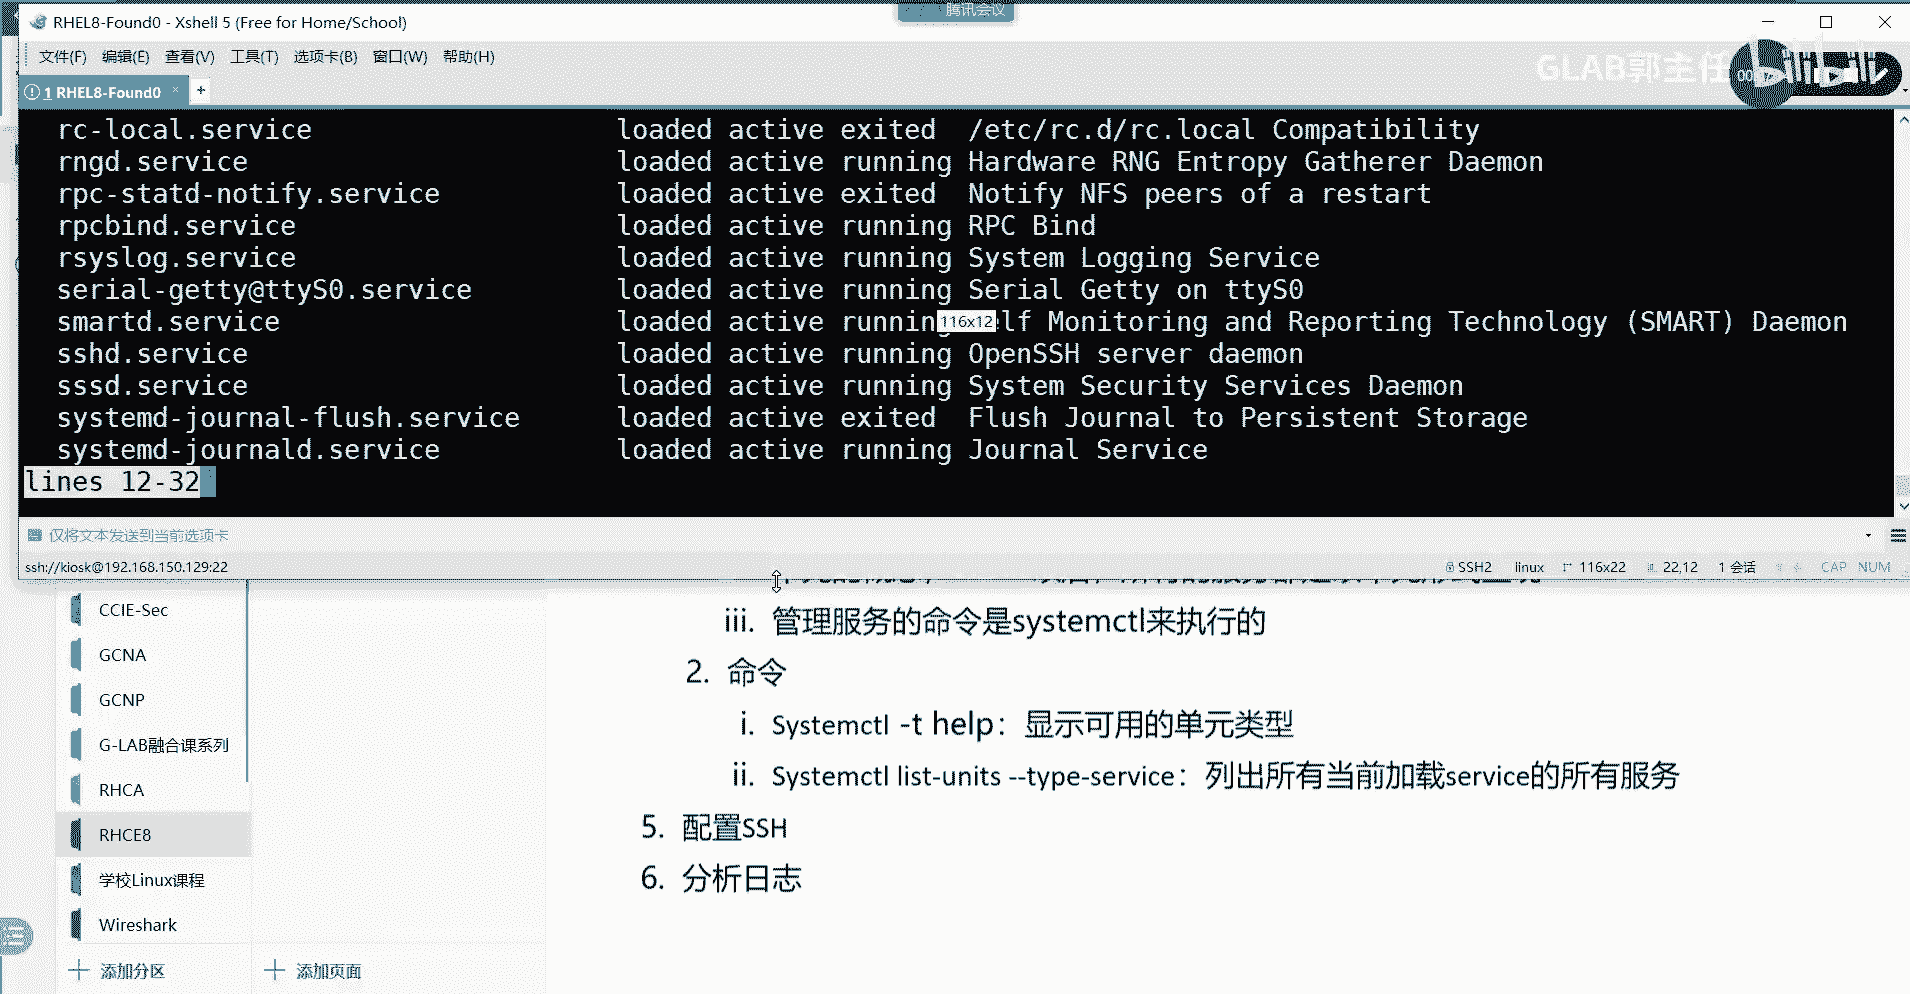 腾讯会议
RHEL8-Found0 - Xshell 5 (Free for Home/School)
文件(F) 编辑(E) 查看(V) 工具(T) 选项卡(B) 窗口(W) 帮助(H)
GLAB郭主任
bilibili
1 RHEL8-Found0 × +
rc-local.service loaded active exited /etc/rc.d/rc.local Compatibility
rngd.service loaded active running Hardware RNG Entropy Gatherer Daemon
rpc-statd-notify.service loaded active exited Notify NFS peers of a restart
rpcbind.service loaded active running RPC Bind
rsyslog.service loaded active running System Logging Service
serial-getty@ttyS0.service loaded active running Serial Getty on ttyS0
smartd.service loaded active runnin 116x12 lf Monitoring and Reporting Technology (SMART) Daemon
sshd.service loaded active running OpenSSH server daemon
sssd.service loaded active running System Security Services Daemon
systemd-journal-flush.service loaded active exited Flush Journal to Persistent Storage
systemd-journald.service loaded active running Journal Service
lines 12-32
仅将文本发送到当前选项卡
ssh://kiosk@192.168.150.129:22 SSH2 linux 116x22 22,12 1 会话 CAP NUM
CCIE-Sec
GCNA
GCNP
G-LAB融合课系列
RHCA
RHCE8
学校Linux课程
Wireshark
添加分区 添加页面
iii. 管理服务的命令是systemctl来执行的
2. 命令
i. Systemctl -t help：显示可用的单元类型
ii. Systemctl list-units --type-service：列出所有当前加载service的所有服务
5. 配置SSH
6. 分析日志